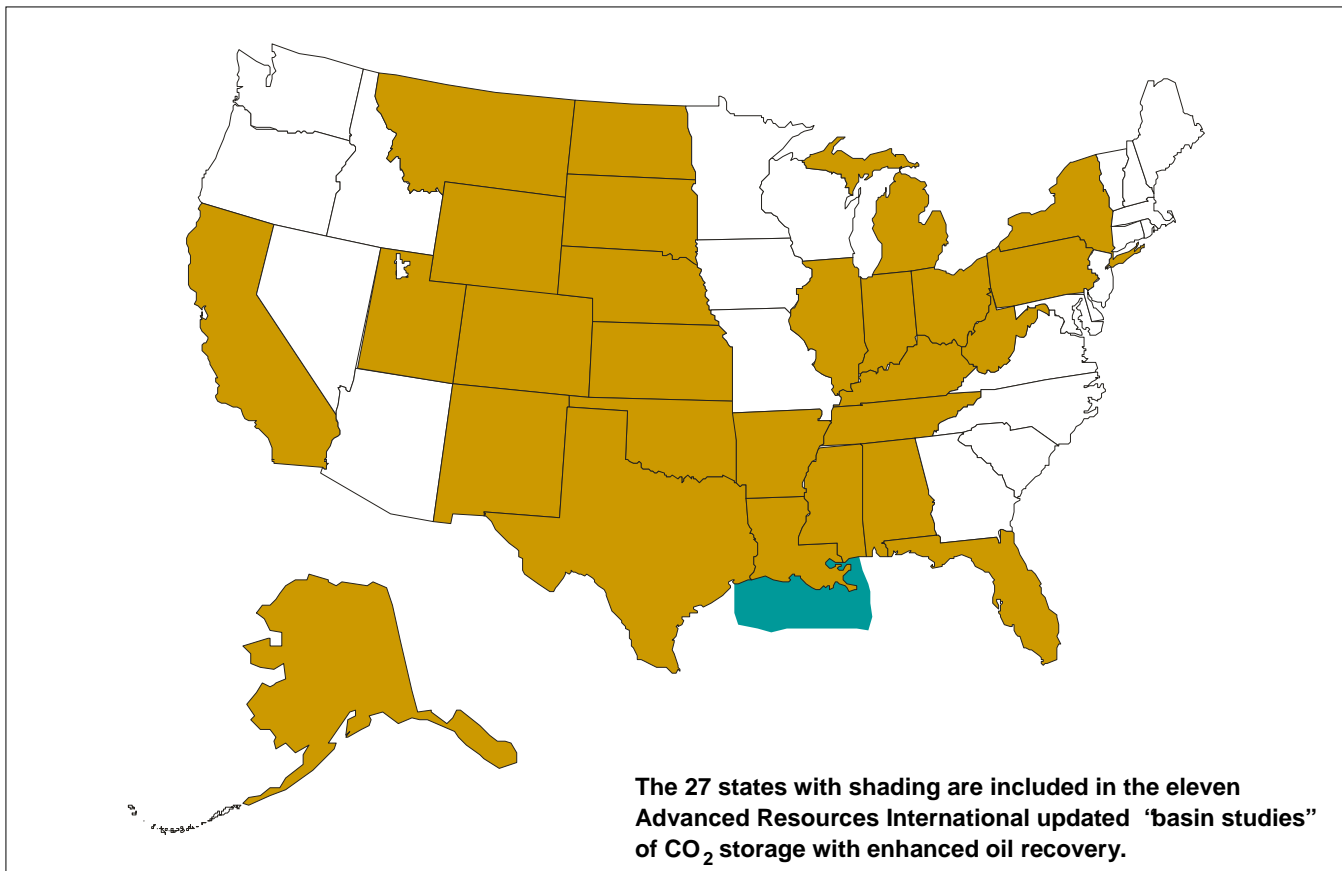 The 27 states with shading are included in the eleven
Advanced Resources International updated “basin studies”
of CO2 storage with enhanced oil recovery.